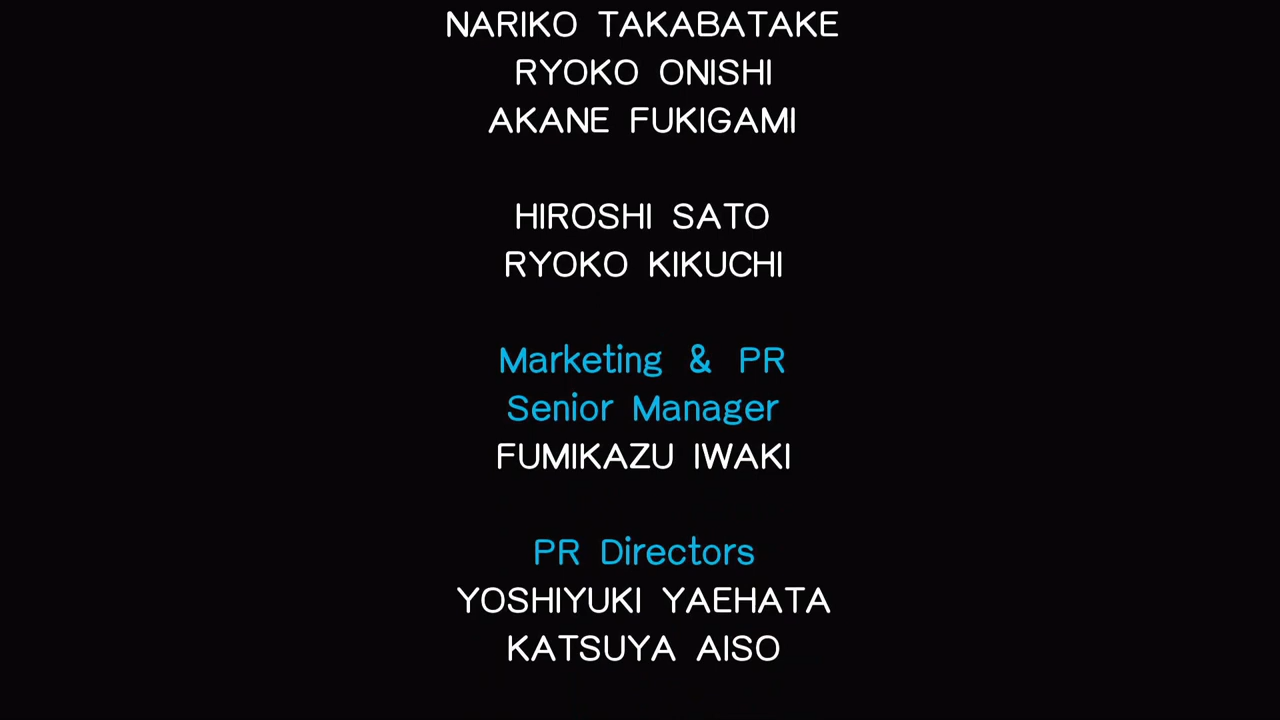 NARIKO TAKABATAKE
RYOKO ONISHI
AKANE FUKIGAMI
HIROSHI SATO
RYOKO KIKUCHI
Marketing & PR
Senior Manager
FUMIKAZU IWAKI
PR Directors
YOSHIYUKI YAEHATA
KATSUYA AISO